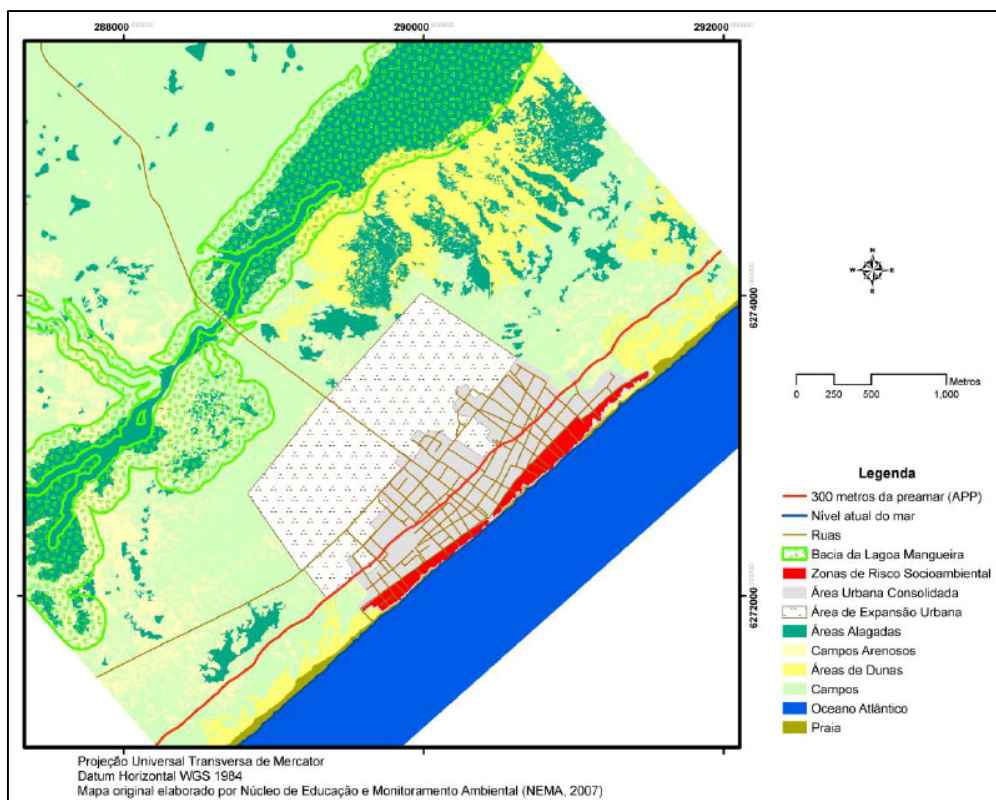 288000
290000
292000
6274000
6272000
N
W E
S
Metros
0 250 500 1,000
Legenda
300 metros da preamar (APP)
Nível atual do mar
Ruas
Bacia da Lagoa Mangueira
Zonas de Risco Socioambiental
Área Urbana Consolidada
Área de Expansão Urbana
Áreas Alagadas
Campos Arenosos
Áreas de Dunas
Campos
Oceano Atlântico
Praia
Projeção Universal Transversa de Mercator
Datum Horizontal WGS 1984
Mapa original elaborado por Núcleo de Educação e Monitoramento Ambiental (NEMA, 2007)